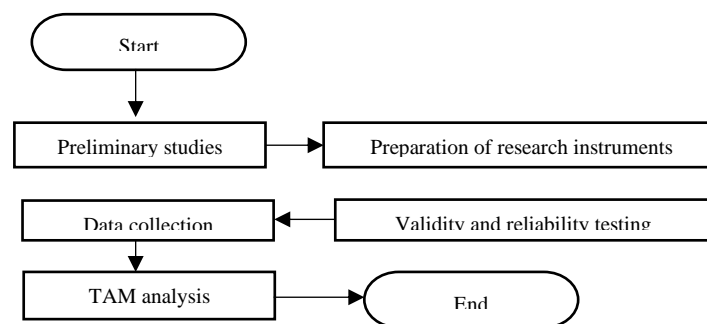 Start
Preliminary studies
Preparation of research instruments
Validity and reliability testing
Data collection
TAM analysis
End